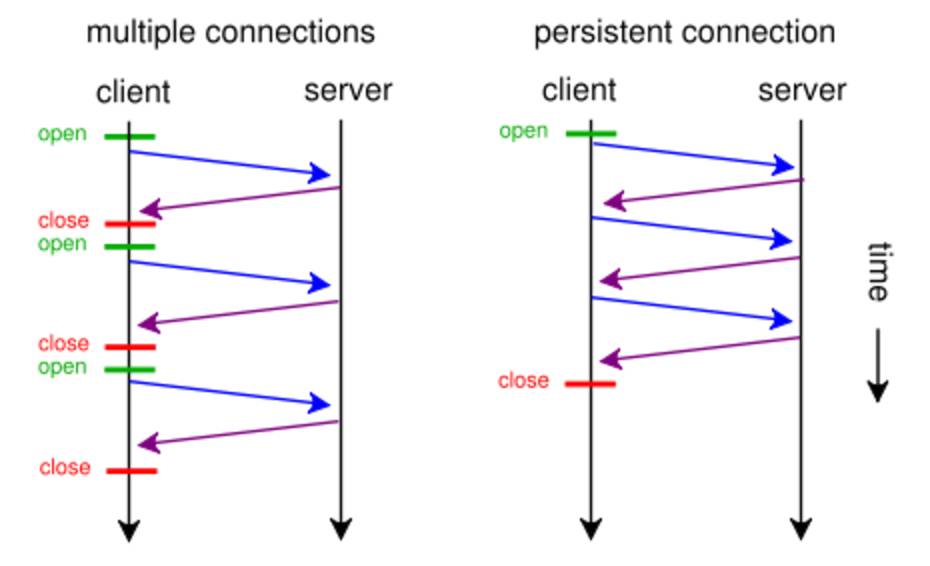 multiple connections
client
server
open
close
open
close
open
close
persistent connection
client
server
open
close
time